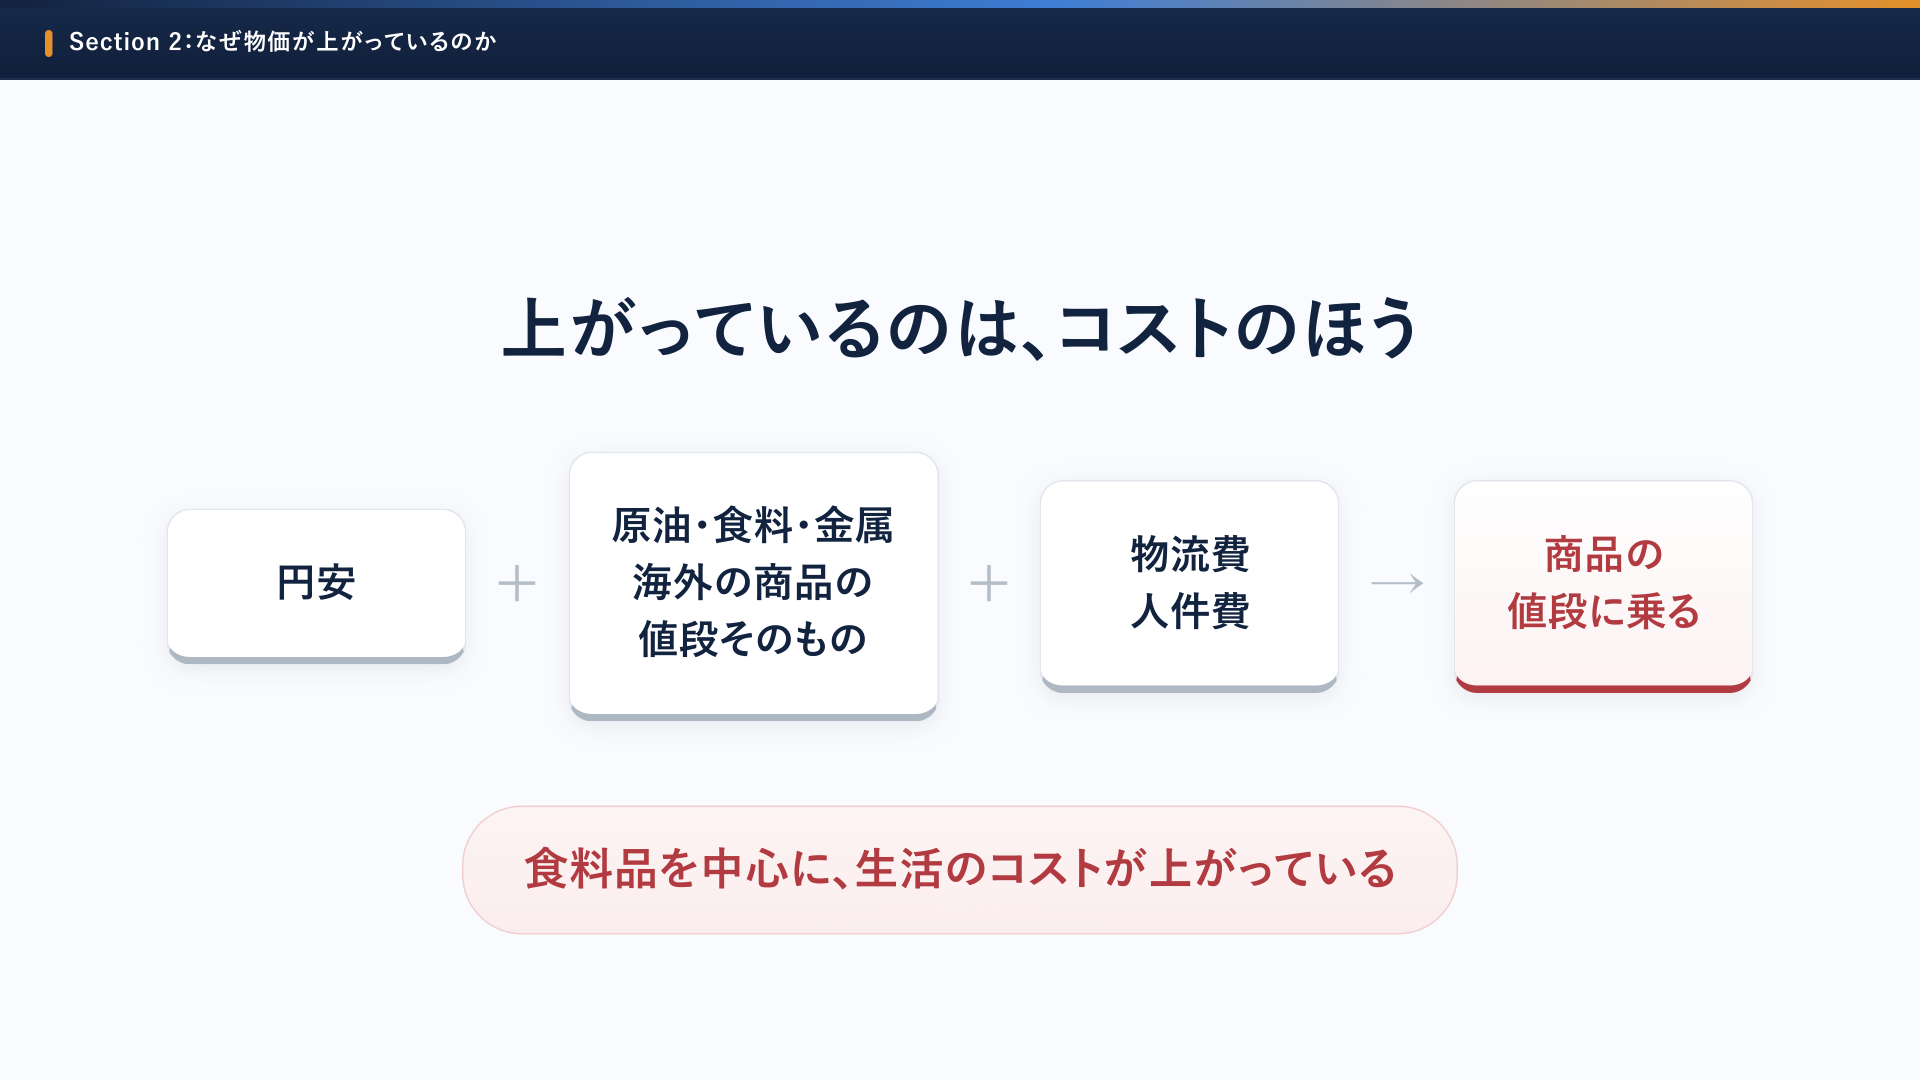 Section 2：なぜ物価が上がっているのか
上がっているのは、コストのほう
円安
＋
原油・食料・金属
海外の商品の
値段そのもの
＋
物流費
人件費
→
商品の
値段に乗る
食料品を中心に、生活のコストが上がっている